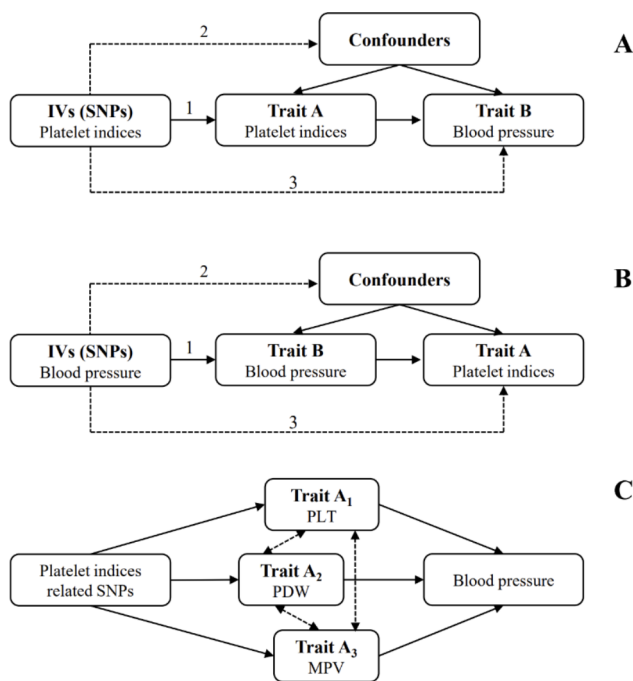 2
Confounders
A
IVs (SNPs)
Platelet indices
1
Trait A
Platelet indices
Trait B
Blood pressure
3
2
Confounders
B
IVs (SNPs)
Blood pressure
1
Trait B
Blood pressure
Trait A
Platelet indices
3
C
Trait A₁
PLT
Platelet indices
related SNPs
Trait A₂
PDW
Blood pressure
Trait A₃
MPV